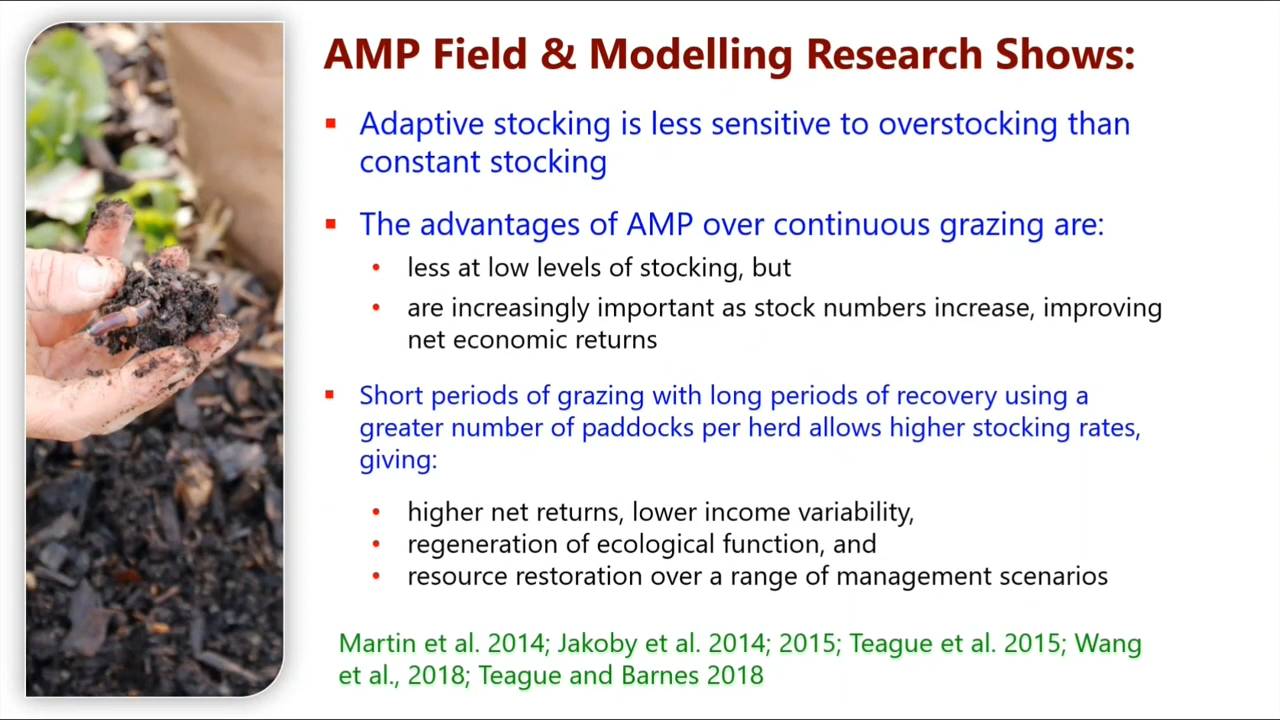 AMP Field & Modelling Research Shows:
▪ Adaptive stocking is less sensitive to overstocking than
constant stocking
▪ The advantages of AMP over continuous grazing are:
• less at low levels of stocking, but
• are increasingly important as stock numbers increase, improving
net economic returns
▪ Short periods of grazing with long periods of recovery using a
greater number of paddocks per herd allows higher stocking rates,
giving:
• higher net returns, lower income variability,
• regeneration of ecological function, and
• resource restoration over a range of management scenarios
Martin et al. 2014; Jakoby et al. 2014; 2015; Teague et al. 2015; Wang
et al., 2018; Teague and Barnes 2018